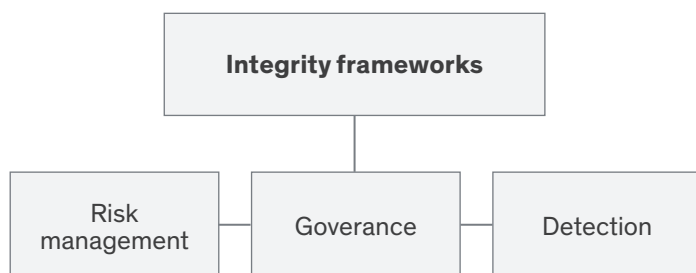 Integrity frameworks
Risk
management
Goverance
Detection